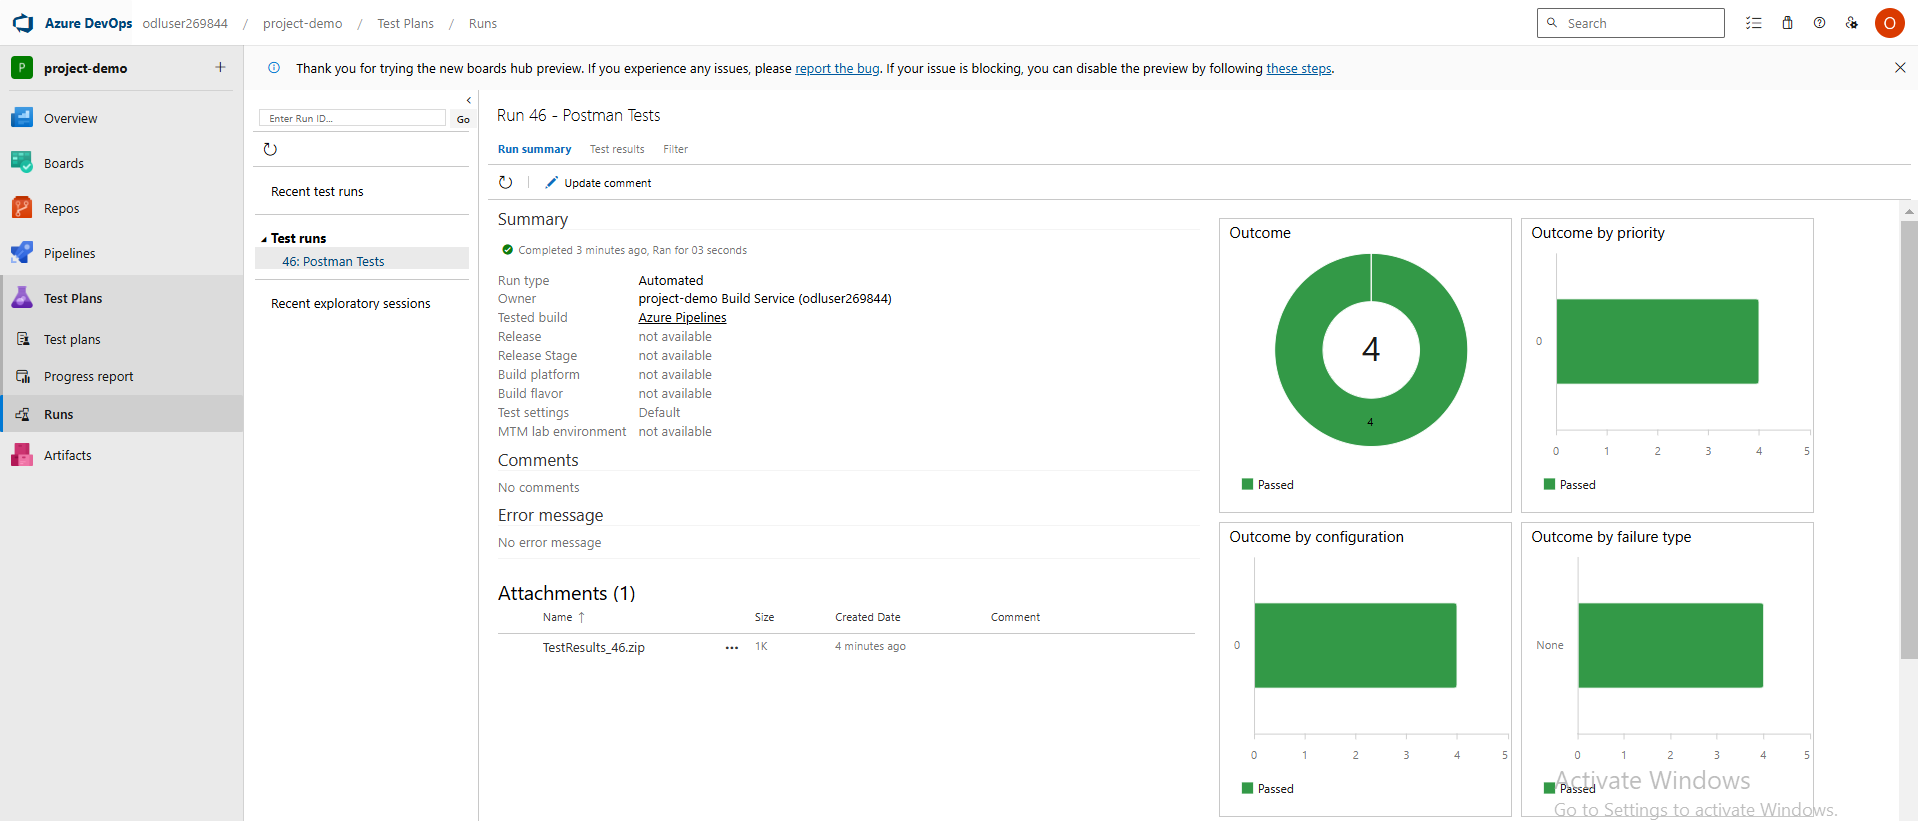 Azure DevOps odluser269844 / project-demo / Test Plans / Runs
Search
O
P project-demo +
Thank you for trying the new boards hub preview. If you experience any issues, please report the bug. If your issue is blocking, you can disable the preview by following these steps.
Overview
Boards
Repos
Pipelines
Test Plans
Test plans
Progress report
Runs
Artifacts
Enter Run ID... Go
Recent test runs
Test runs
46: Postman Tests
Recent exploratory sessions
Run 46 - Postman Tests
Run summary Test results Filter
Update comment
Summary
Completed 3 minutes ago, Ran for 03 seconds
Run type Automated
Owner project-demo Build Service (odluser269844)
Tested build Azure Pipelines
Release not available
Release Stage not available
Build platform not available
Build flavor not available
Test settings Default
MTM lab environment not available
Comments
No comments
Error message
No error message
Attachments (1)
Name ↑ Size Created Date Comment
TestResults_46.zip ••• 1K 4 minutes ago
Outcome
4
4
Passed
Outcome by priority
0
0 1 2 3 4 5
Passed
Outcome by configuration
0
0 1 2 3 4 5
Passed
Outcome by failure type
None
0 1 2 3 4 5
Passed
Activate Windows
Go to Settings to activate Windows.